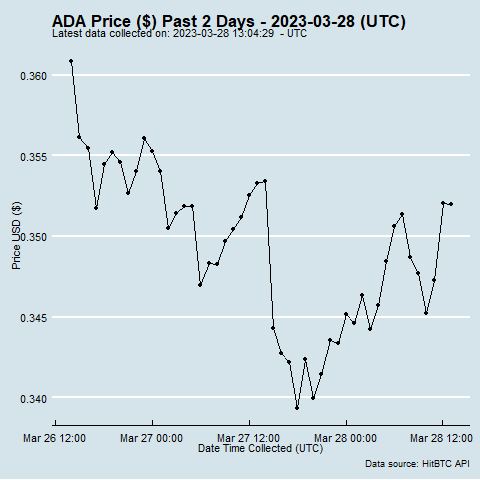 ADA Price ($) Past 2 Days - 2023-03-28 (UTC)
Latest data collected on: 2023-03-28 13:04:29 - UTC
0.360
0.355
0.350
0.345
0.340
Price USD ($)
Mar 26 12:00
Mar 27 00:00
Mar 27 12:00
Mar 28 00:00
Mar 28 12:00
Date Time Collected (UTC)
Data source: HitBTC API